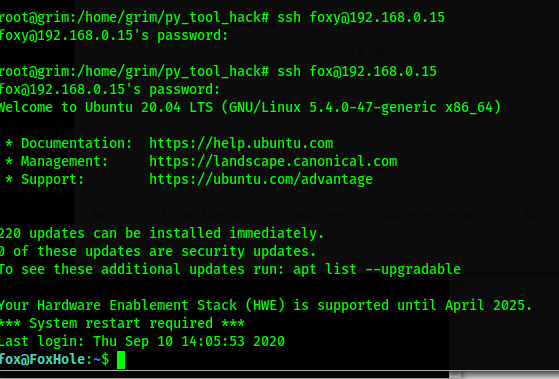 root@grim:/home/grim/py_tool_hack# ssh foxy@192.168.0.15
foxy@192.168.0.15's password:
root@grim:/home/grim/py_tool_hack# ssh fox@192.168.0.15
fox@192.168.0.15's password:
Welcome to Ubuntu 20.04 LTS (GNU/Linux 5.4.0-47-generic x86_64)
* Documentation: https://help.ubuntu.com
* Management: https://landscape.canonical.com
* Support: https://ubuntu.com/advantage
220 updates can be installed immediately.
0 of these updates are security updates.
To see these additional updates run: apt list --upgradable
Your Hardware Enablement Stack (HWE) is supported until April 2025.
*** System restart required ***
Last login: Thu Sep 10 14:05:53 2020
fox@FoxHole:~$